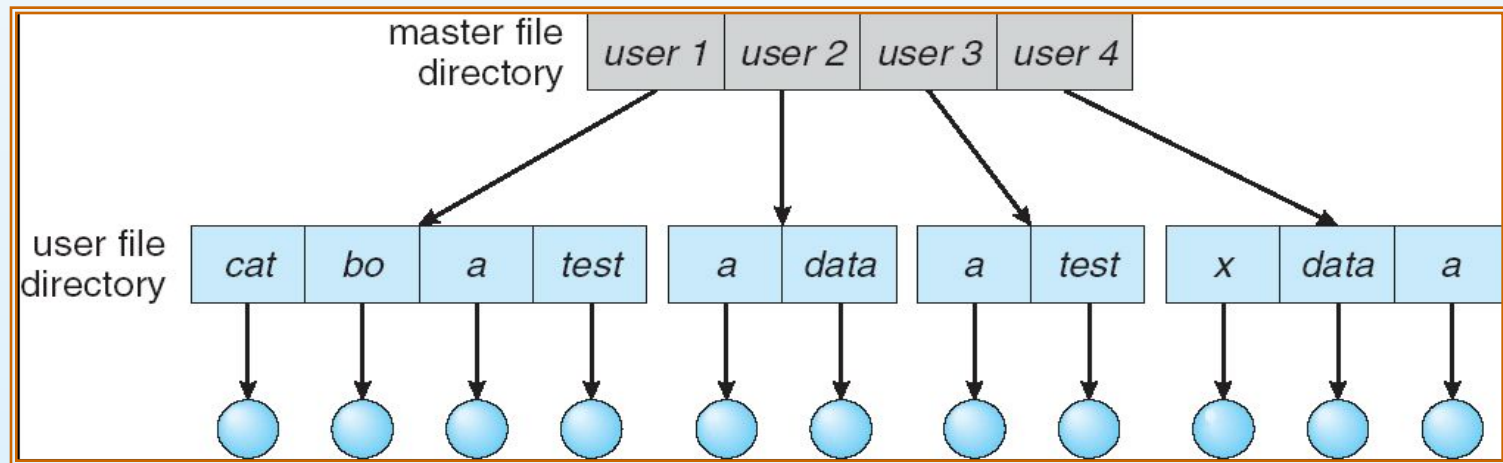 master file
directory
user 1 user 2 user 3 user 4
user file
directory
cat bo a test a data a test x data a